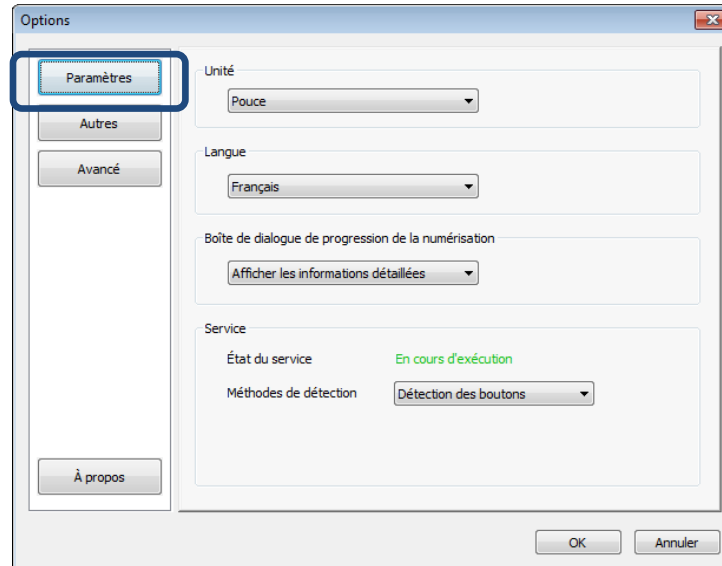 Options
Paramètres
Autres
Avancé
À propos
Unité
Pouce
Langue
Français
Boîte de dialogue de progression de la numérisation
Afficher les informations détaillées
Service
État du service En cours d'exécution
Méthodes de détection Détection des boutons
OK Annuler